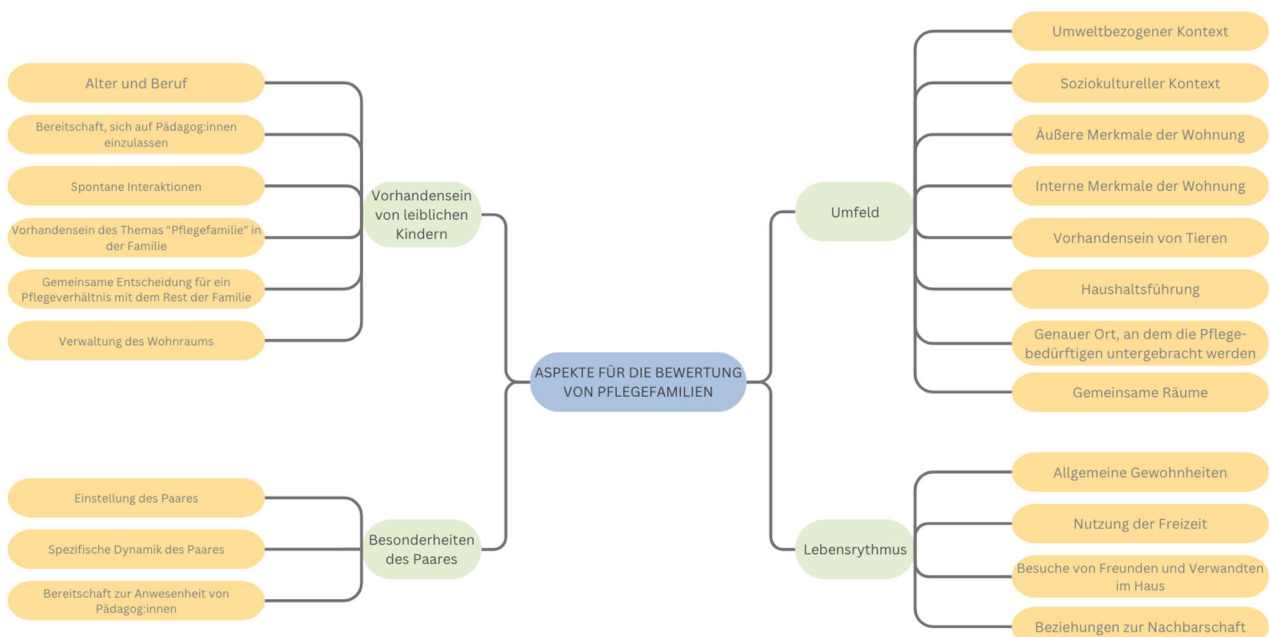 ASPEKTE FÜR DIE BEWERTUNG
VON PFLEGEFAMILIEN
Vorhandensein
von leiblichen
Kindern
Alter und Beruf
Bereitschaft, sich auf Pädagog:innen
einzulassen
Spontane Interaktionen
Vorhandensein des Themas "Pflegefamilie" in
der Familie
Gemeinsame Entscheidung für ein
Pflegeverhältnis mit dem Rest der Familie
Verwaltung des Wohnraums
Besonderheiten
des Paares
Einstellung des Paares
Spezifische Dynamik des Paares
Bereitschaft zur Anwesenheit von
Pädagog:innen
Umfeld
Umweltbezogener Kontext
Soziokultureller Kontext
Äußere Merkmale der Wohnung
Interne Merkmale der Wohnung
Vorhandensein von Tieren
Haushaltsführung
Genauer Ort, an dem die Pflege-
bedürftigen untergebracht werden
Gemeinsame Räume
Lebensrythmus
Allgemeine Gewohnheiten
Nutzung der Freizeit
Besuche von Freunden und Verwandten
im Haus
Beziehungen zur Nachbarschaft